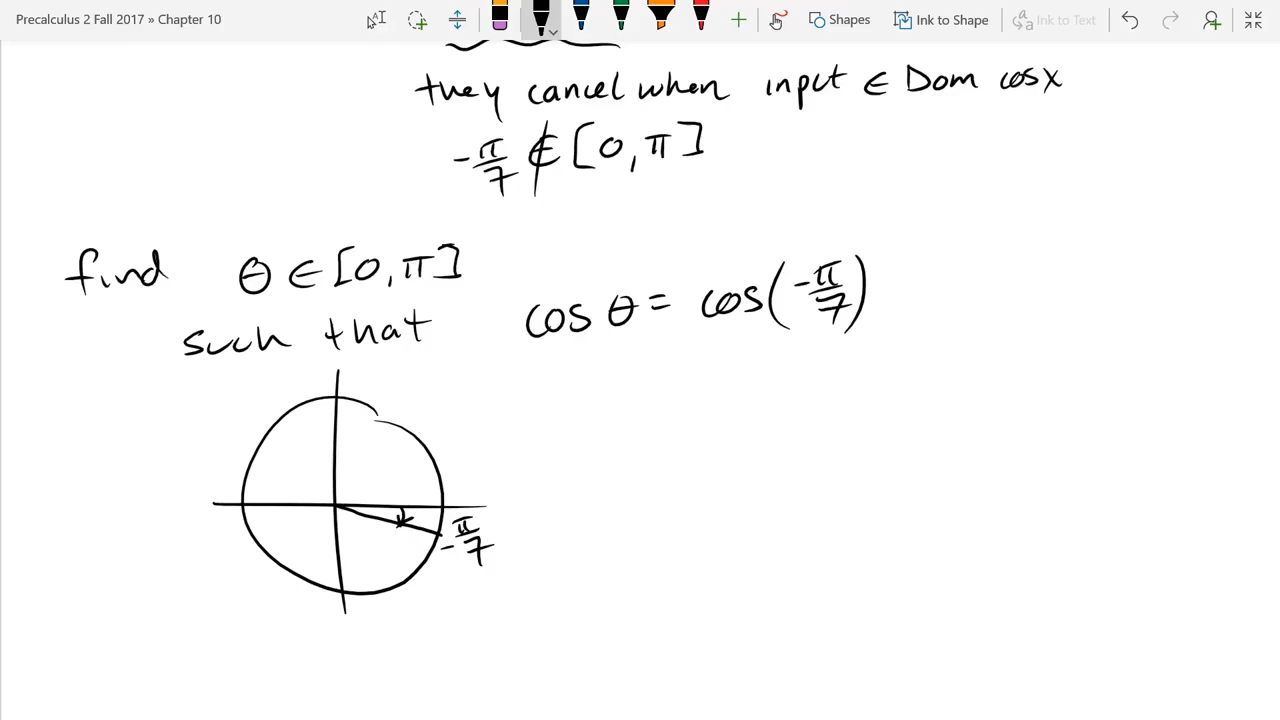 Precalculus 2 Fall 2017 » Chapter 10
Shapes
Ink to Shape
Ink to Text
they cancel when input ∈ Dom cos x
-π/7 ∉ [0, π]
find θ ∈ [0, π]
such that cos θ = cos(-π/7)
-π/7